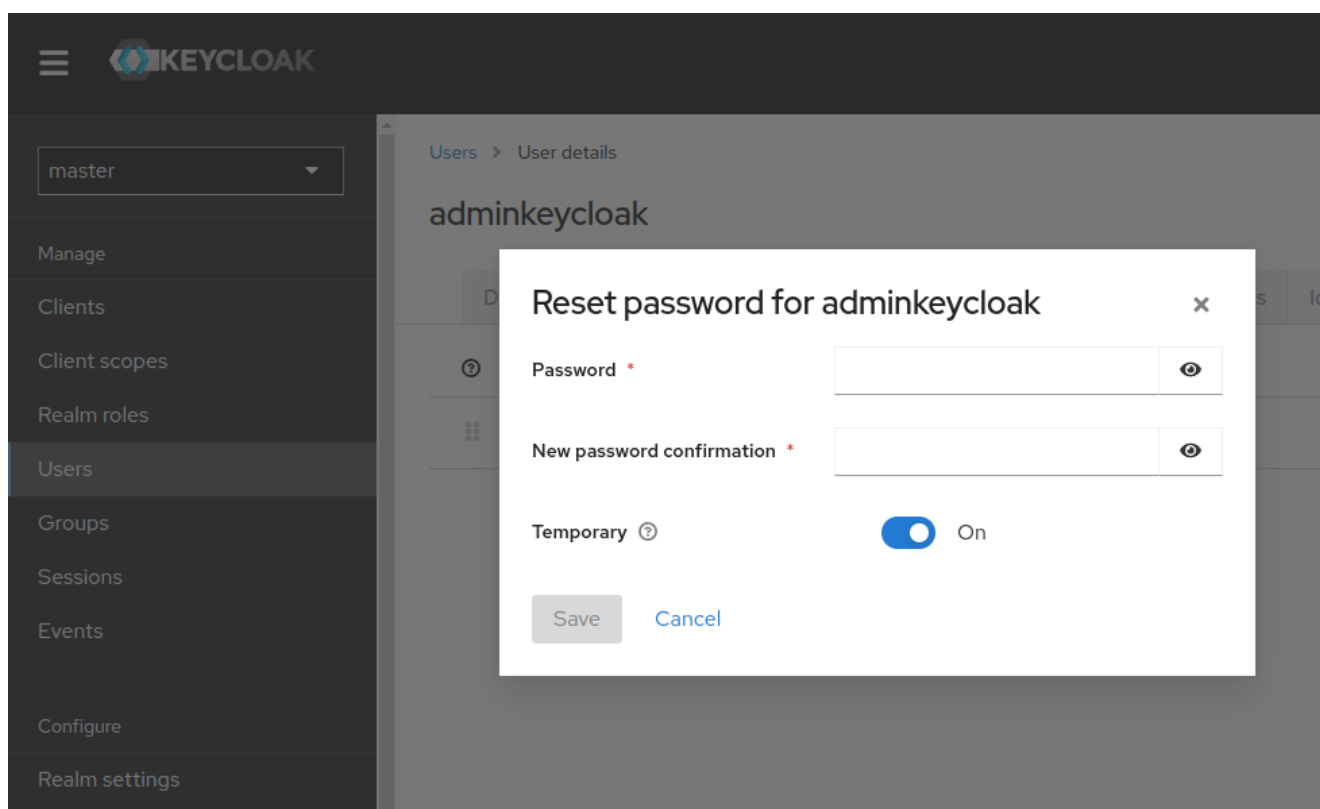 KEYCLOAK
master
Users > User details
adminkeycloak
Manage
Clients
Client scopes
Realm roles
Users
Groups
Sessions
Events
Configure
Realm settings
Reset password for adminkeycloak
Password *
New password confirmation *
Temporary
On
Save Cancel